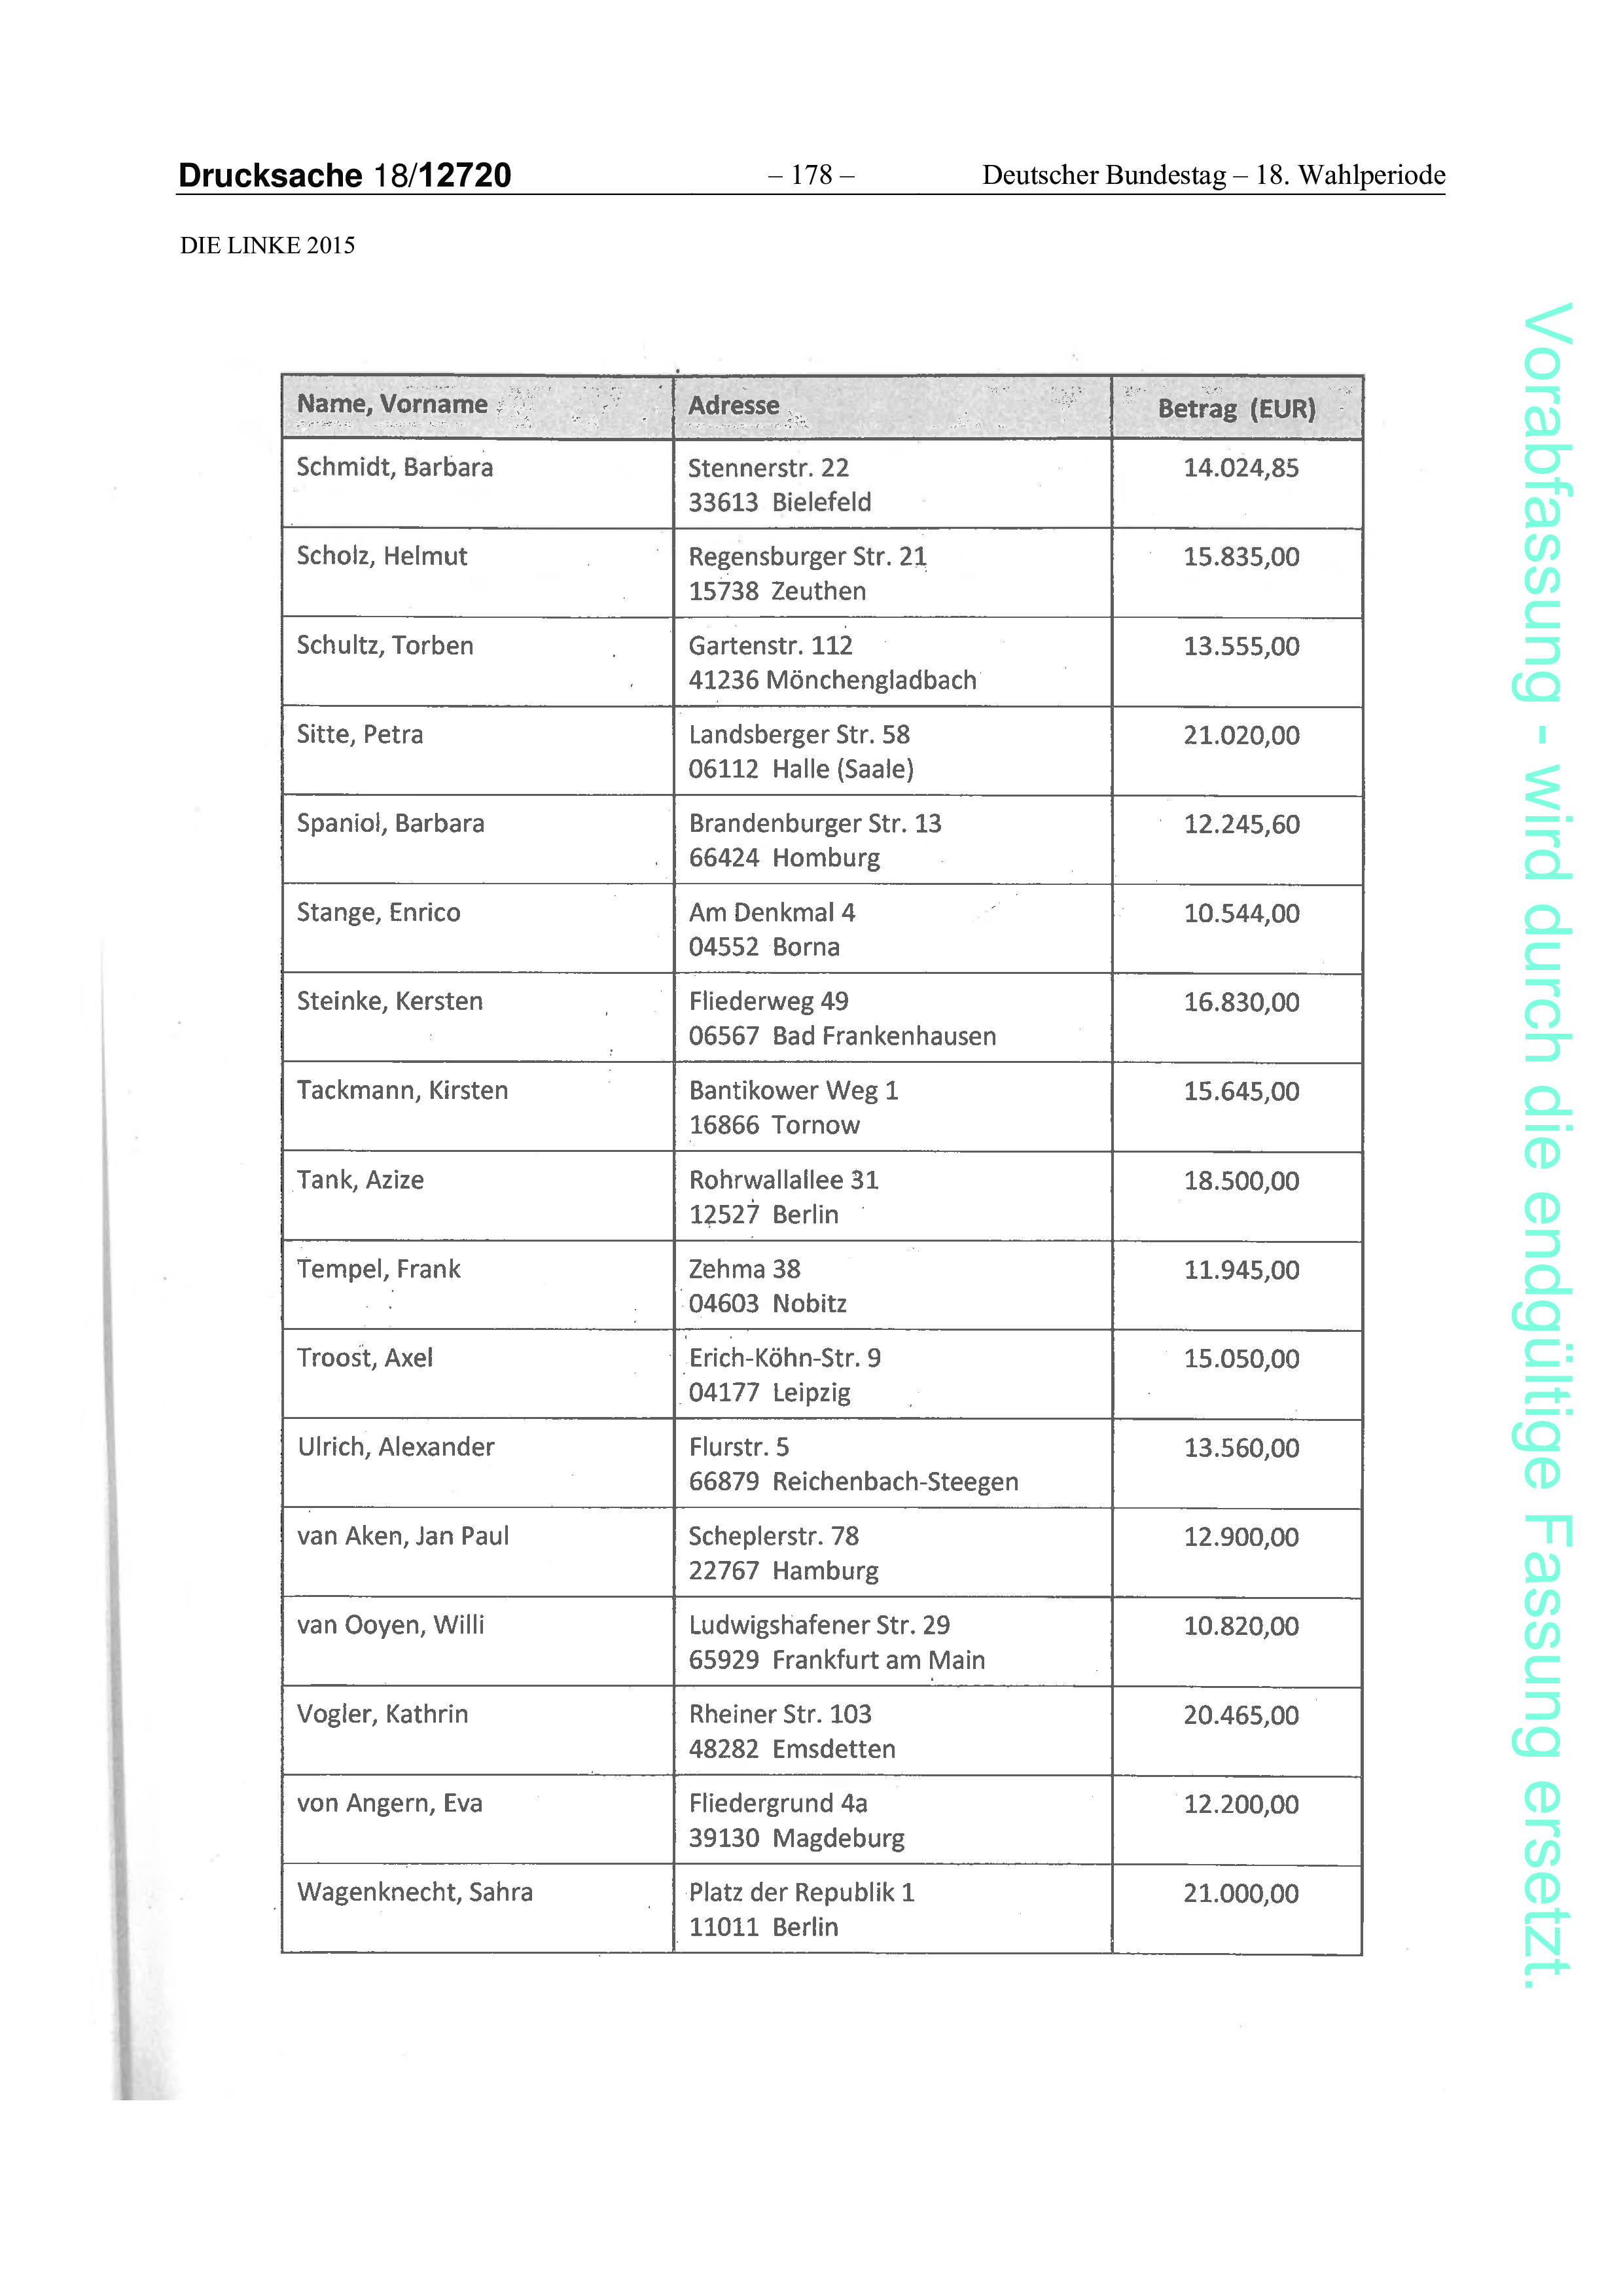 Drucksache 18/12720 – 178 – Deutscher Bundestag – 18. Wahlperiode
DIE LINKE 2015
Name, Vorname Adresse Betrag (EUR)
Schmidt, Barbara Stennerstr. 22 14.024,85
33613 Bielefeld
Scholz, Helmut Regensburger Str. 21 15.835,00
15738 Zeuthen
Schultz, Torben Gartenstr. 112 13.555,00
41236 Mönchengladbach
Sitte, Petra Landsberger Str. 58 21.020,00
06112 Halle (Saale)
Spaniol, Barbara Brandenburger Str. 13 12.245,60
66424 Homburg
Stange, Enrico Am Denkmal 4 10.544,00
04552 Borna
Steinke, Kersten Fliederweg 49 16.830,00
06567 Bad Frankenhausen
Tackmann, Kirsten Bantikower Weg 1 15.645,00
16866 Tornow
Tank, Azize Rohrwallallee 31 18.500,00
12527 Berlin
Tempel, Frank Zehma 38 11.945,00
04603 Nobitz
Troost, Axel Erich-Köhn-Str. 9 15.050,00
04177 Leipzig
Ulrich, Alexander Flurstr. 5 13.560,00
66879 Reichenbach-Steegen
van Aken, Jan Paul Scheplerstr. 78 12.900,00
22767 Hamburg
van Ooyen, Willi Ludwigshafener Str. 29 10.820,00
65929 Frankfurt am Main
Vogler, Kathrin Rheiner Str. 103 20.465,00
48282 Emsdetten
von Angern, Eva Fliedergrund 4a 12.200,00
39130 Magdeburg
Wagenknecht, Sahra Platz der Republik 1 21.000,00
11011 Berlin
Vorabfassung - wird durch die endgültige Fassung ersetzt.